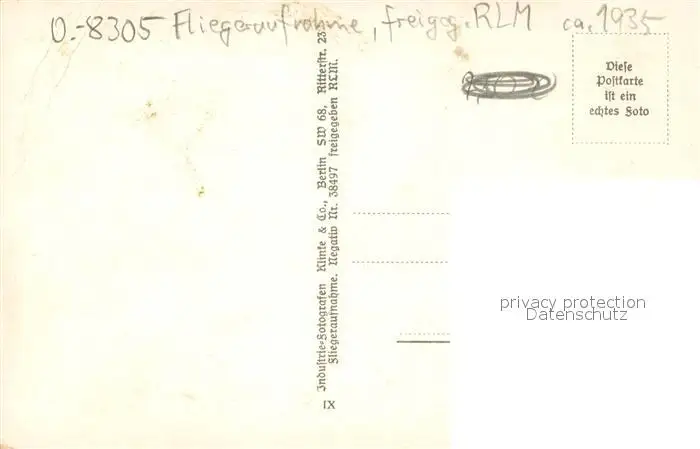 O.-8305 Fliegeraufnahme, freigeg. RLM ca. 1935
Diese
Postkarte
ist ein
echtes Foto
Industrie-Fotografen Klinke & Co., Berlin SW 68, Ritterstr. 23
Fliegeraufnahme. Negativ Nr. 38497 freigegeben RLM.
IX
privacy protection
Datenschutz